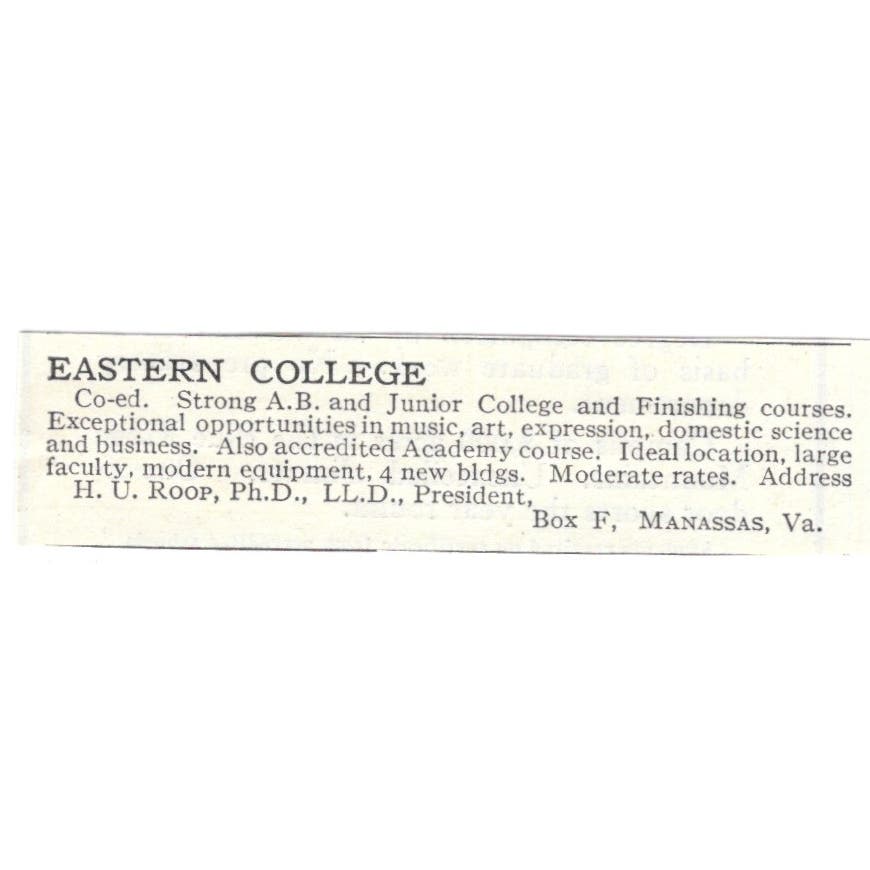 EASTERN COLLEGE
Co-ed. Strong A.B. and Junior College and Finishing courses.
Exceptional opportunities in music, art, expression, domestic science
and business. Also accredited Academy course. Ideal location, large
faculty, modern equipment, 4 new bldgs. Moderate rates. Address
H. U. ROOP, Ph.D., LL.D., President,
Box F, MANASSAS, Va.